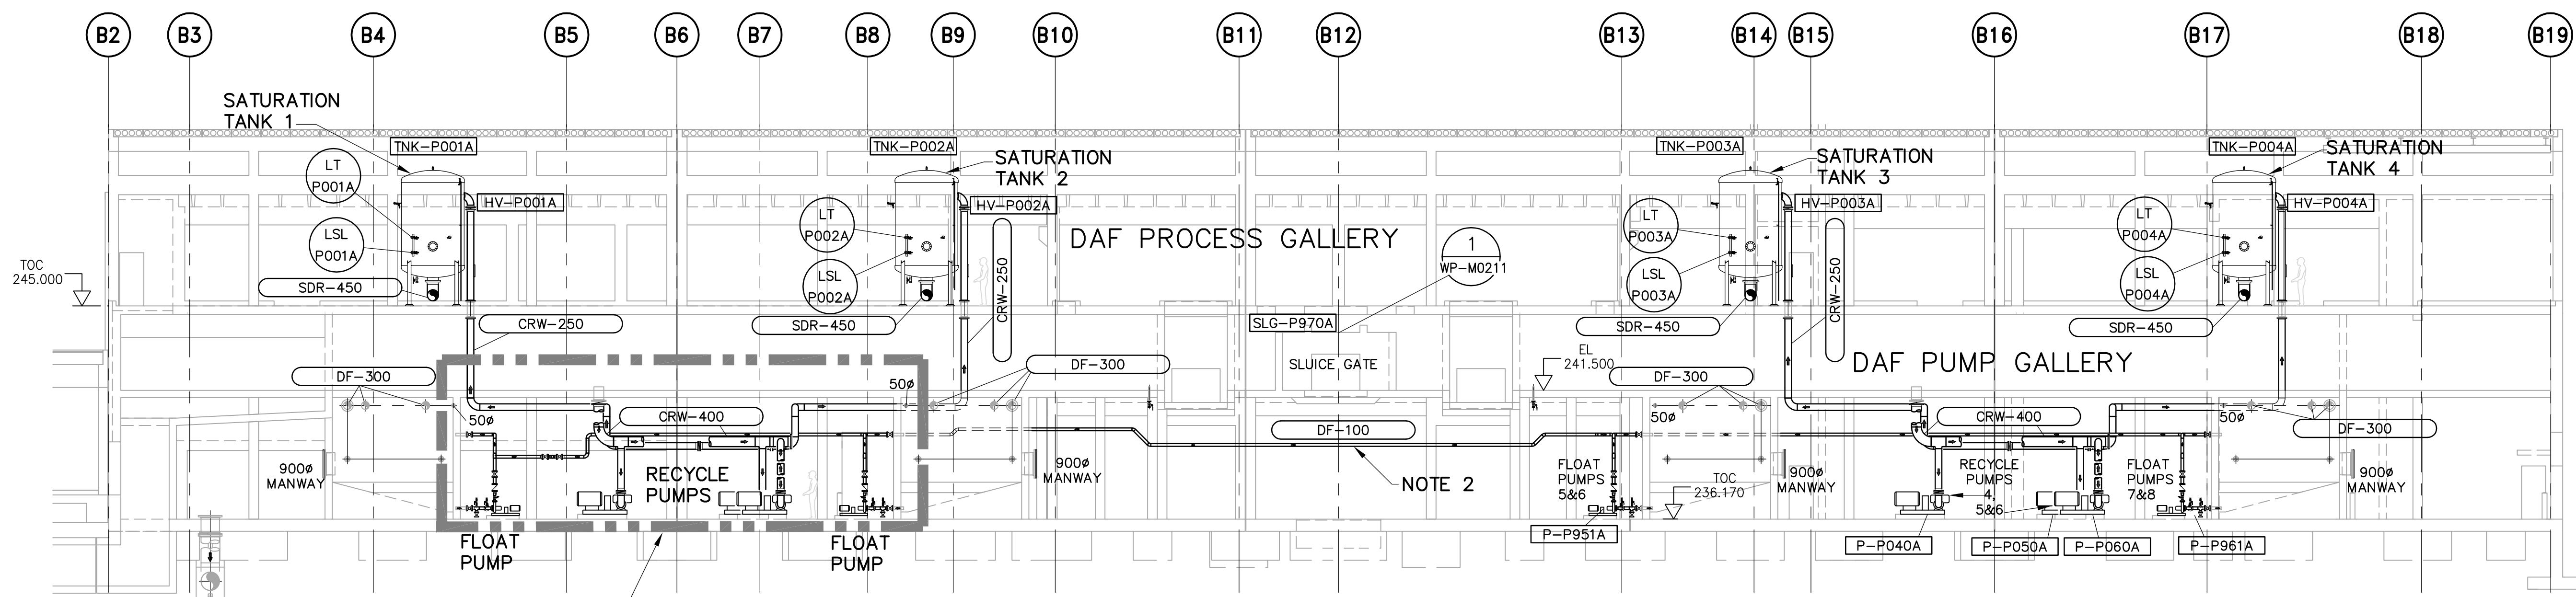 B2
B3
B4
B5
B6
B7
B8
B9
B10
B11
B12
B13
B14
B15
B16
B17
B18
B19
SATURATION
TANK 1
TNK-P001A
LT
P001A
HV-P001A
LSL
P001A
SDR-450
TOC
245.000
CRW-250
TNK-P002A
SATURATION
TANK 2
HV-P002A
LT
P002A
LSL
P002A
SDR-450
CRW-250
DAF PROCESS GALLERY
1
WP-M0211
TNK-P003A
SATURATION
TANK 3
HV-P003A
LT
P003A
LSL
P003A
SDR-450
CRW-250
TNK-P004A
SATURATION
TANK 4
HV-P004A
LT
P004A
LSL
P004A
SDR-450
SLG-P970A
SLUICE GATE
EL
241.500
DAF PUMP GALLERY
DF-300
50ø
DF-300
DF-300
50ø
50ø
50ø
DF-300
CRW-400
CRW-400
DF-100
NOTE 2
900ø
MANWAY
RECYCLE
PUMPS
900ø
MANWAY
FLOAT
PUMPS
5&6
TOC
236.170
900ø
MANWAY
RECYCLE
PUMPS
4,
5&6
FLOAT
PUMPS
7&8
900ø
MANWAY
FLOAT
PUMP
FLOAT
PUMP
P-P951A
P-P040A
P-P050A
P-P060A
P-P961A